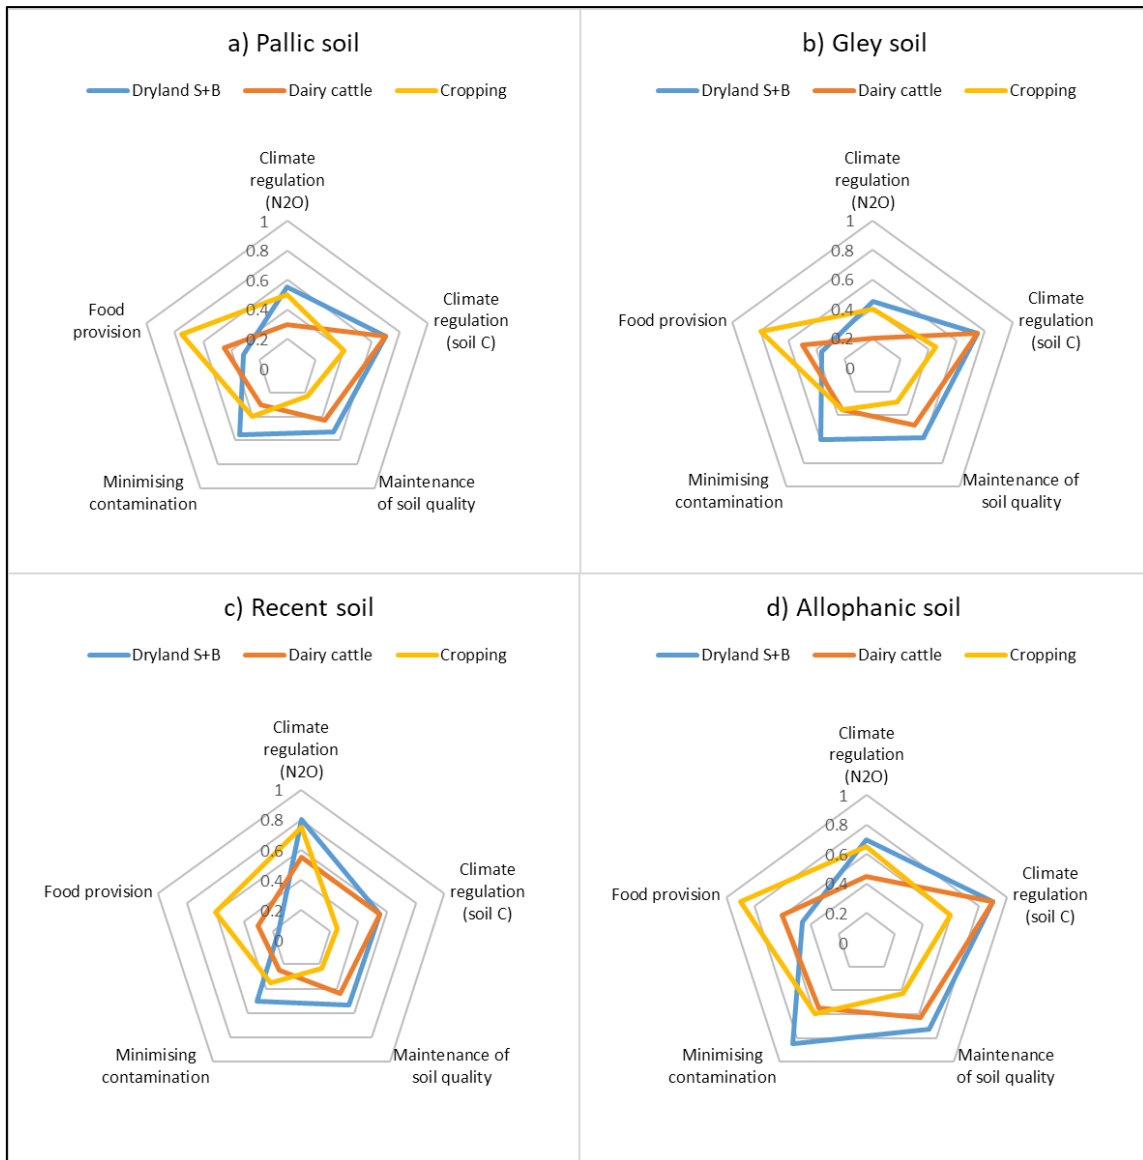 a) Pallic soil
Dryland S+B Dairy cattle Cropping
Climate
regulation
(N2O)
1
0.8
0.6
0.4
0.2
0
Climate
regulation
(soil C)
Maintenance
of soil quality
Minimising
contamination
Food
provision
b) Gley soil
Dryland S+B Dairy cattle Cropping
Climate
regulation
(N2O)
1
0.8
0.6
0.4
0.2
0
Climate
regulation
(soil C)
Maintenance of
soil quality
Minimising
contamination
Food provision
c) Recent soil
Dryland S+B Dairy cattle Cropping
Climate
regulation
(N2O)
1
0.8
0.6
0.4
0.2
0
Climate
regulation
(soil C)
Maintenance of
soil quality
Minimising
contamination
Food provision
d) Allophanic soil
Dryland S+B Dairy cattle Cropping
Climate
regulation
(N2O)
1
0.8
0.6
0.4
0.2
0
Climate
regulation
(soil C)
Maintenance
of soil quality
Minimising
contamination
Food provision